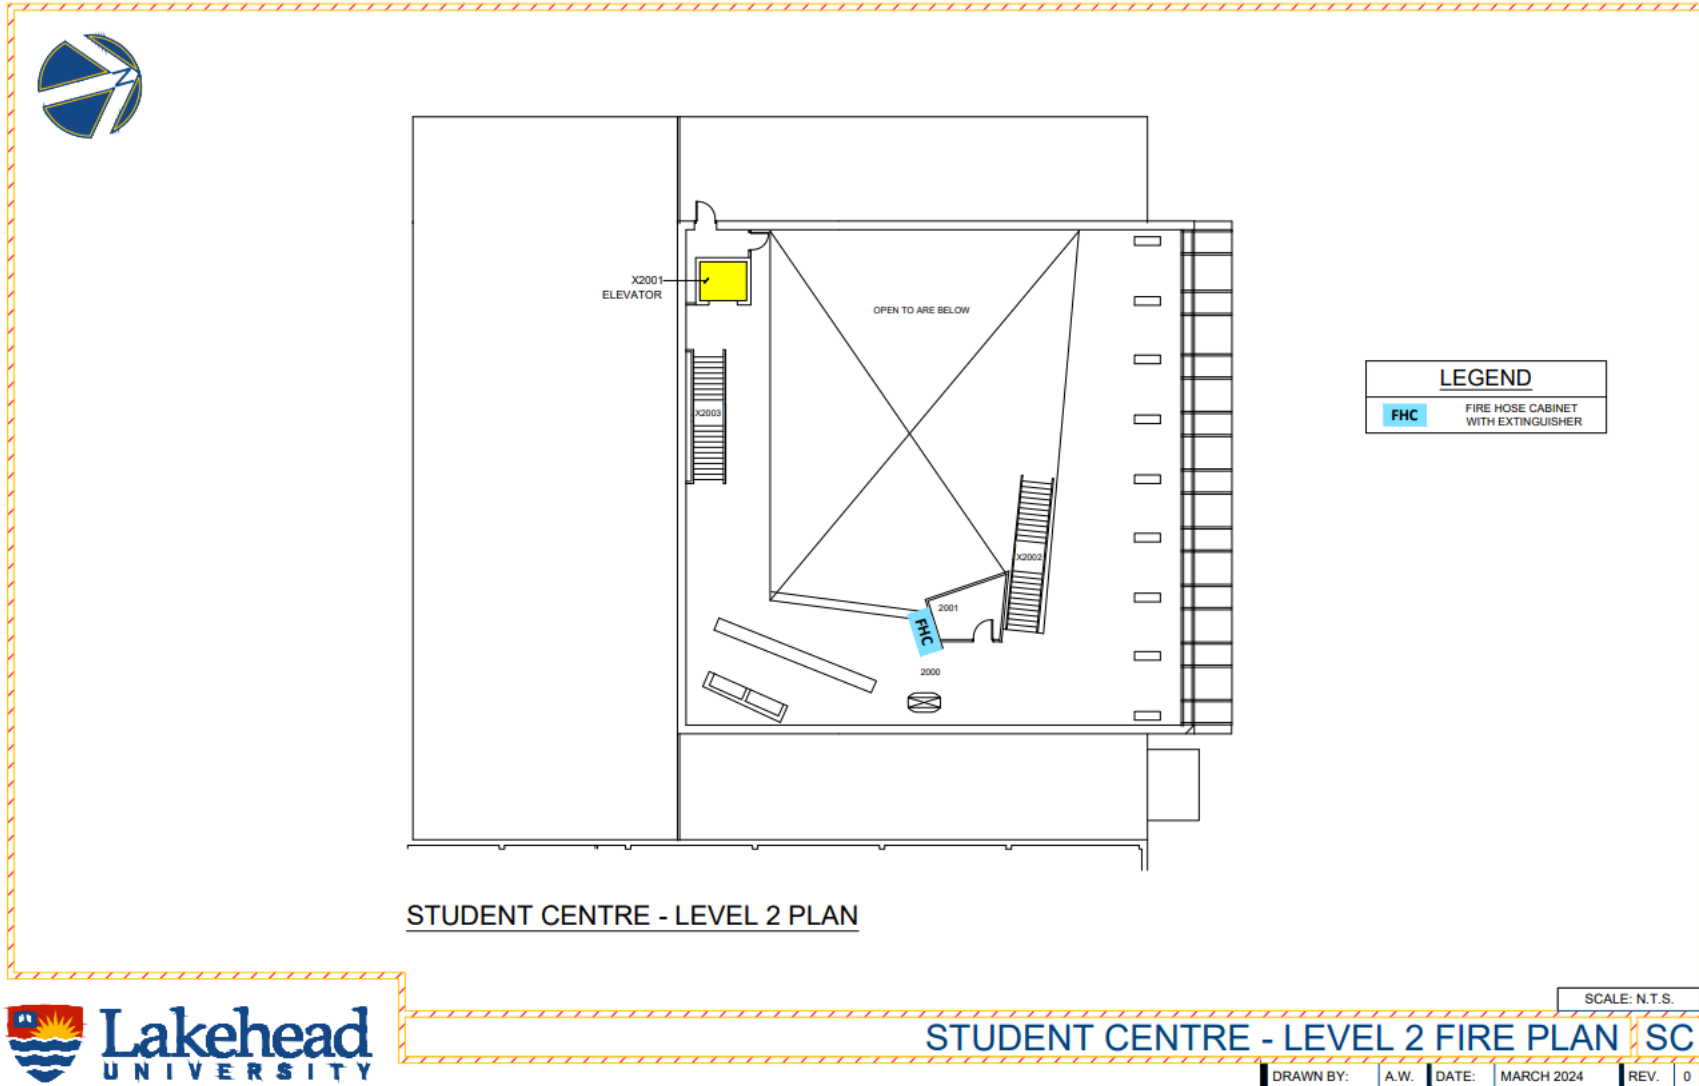 N
X2001
ELEVATOR
OPEN TO ARE BELOW
X2003
X2002
2001
FHC
2000
LEGEND
FHC
FIRE HOSE CABINET
WITH EXTINGUISHER
STUDENT CENTRE - LEVEL 2 PLAN
SCALE: N.T.S.
Lakehead
UNIVERSITY
STUDENT CENTRE - LEVEL 2 FIRE PLAN SC
DRAWN BY: A.W. DATE: MARCH 2024 REV. 0